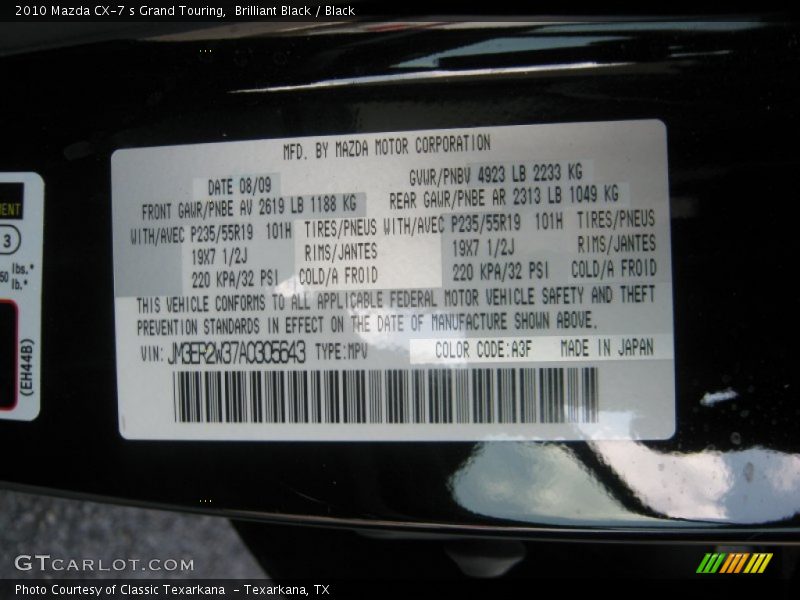 2010 Mazda CX-7 s Grand Touring,  Brilliant Black / Black
MFD. BY MAZDA MOTOR CORPORATION
DATE 08/09
GVWR/PNBV 4923 LB 2233 KG
FRONT GAWR/PNBE AV 2619 LB 1188 KG
REAR GAWR/PNBE AR 2313 LB 1049 KG
WITH/AVEC P235/55R19 101H TIRES/PNEUS WITH/AVEC P235/55R19 101H TIRES/PNEUS
19X7 1/2J RIMS/JANTES 19X7 1/2J RIMS/JANTES
220 KPA/32 PSI COLD/A FROID 220 KPA/32 PSI COLD/A FROID
THIS VEHICLE CONFORMS TO ALL APPLICABLE FEDERAL MOTOR VEHICLE SAFETY AND THEFT
PREVENTION STANDARDS IN EFFECT ON THE DATE OF MANUFACTURE SHOWN ABOVE.
VIN: JM3ER2W37A0305643 TYPE:MPV COLOR CODE:A3F MADE IN JAPAN
3
lbs.*
lb.*
(EH44B)
GTCARLOT.COM
Photo Courtesy of Classic Texarkana  - Texarkana, TX